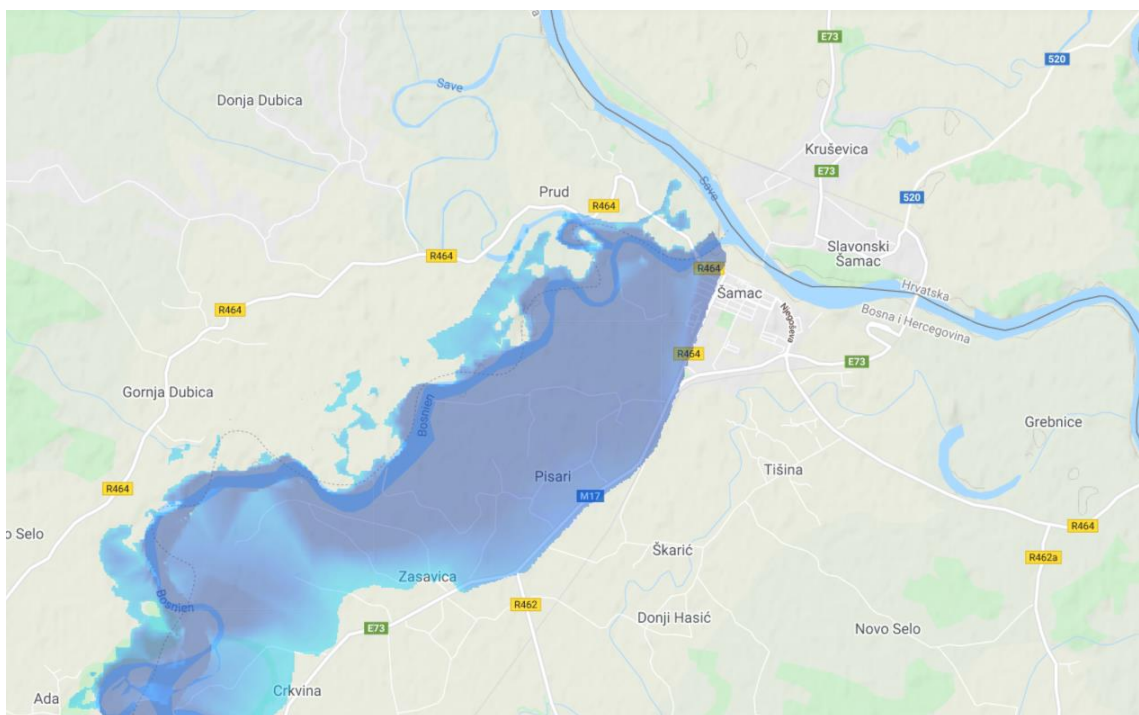 E73
520
Save
Donja Dubica
Kruševica
E73
Save
Prud
520
R464
Slavonski
Šamac
R464
R464
Hrvatska
Šamac
Bosna i Hercegovina
R464
Njegoševa
R464
E73
Gornja Dubica
Bosnien
Grebnice
Tišina
Pisari
R464
M17
R464
o Selo
Škarić
R462a
Zasavica
Bosnien
R462
Donji Hasić
E73
Novo Selo
Ada
Crkvina